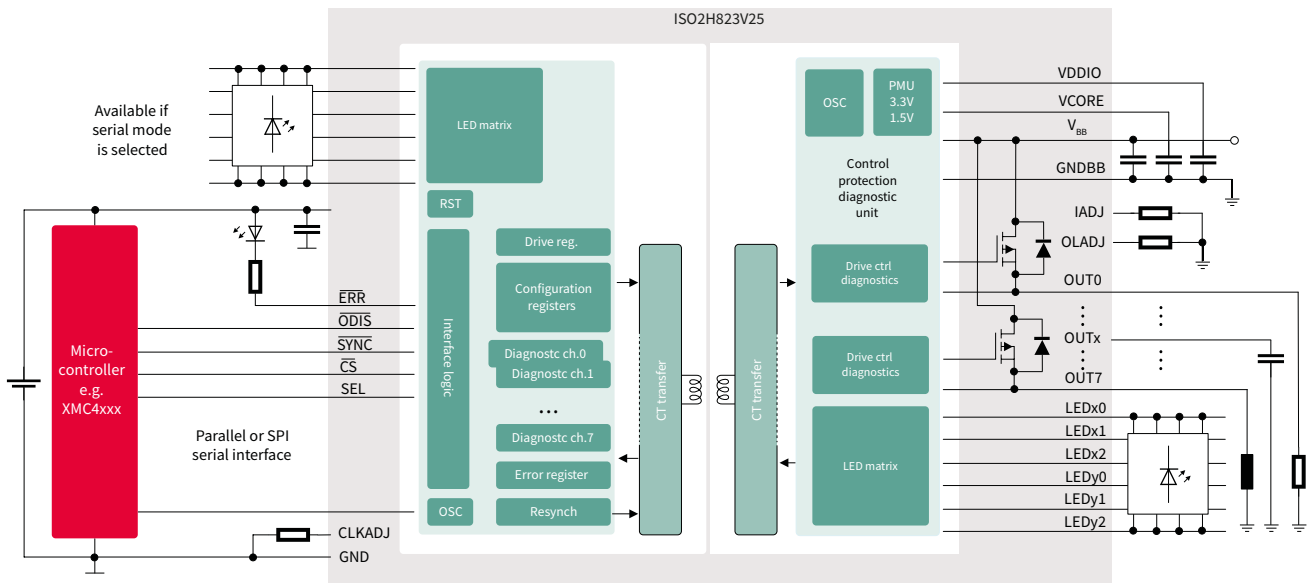 ISO2H823V25
Available if
serial mode
is selected
LED matrix
RST
Drive reg.
Configuration
registers
Interface logic
Diagnostc ch.0
Diagnostc ch.1
...
Diagnostc ch.7
Error register
OSC
Resynch
ERR
ODIS
SYNC
CS
SEL
Micro-
controller
e.g.
XMC4xxx
Parallel or SPI
serial interface
CLKADJ
GND
CT transfer
CT transfer
OSC
PMU
3.3V
1.5V
Control
protection
diagnostic
unit
Drive ctrl
diagnostics
Drive ctrl
diagnostics
LED matrix
VDDIO
VCORE
VBB
GNDBB
IADJ
OLADJ
OUT0
OUTx
OUT7
LEDx0
LEDx1
LEDx2
LEDy0
LEDy1
LEDy2